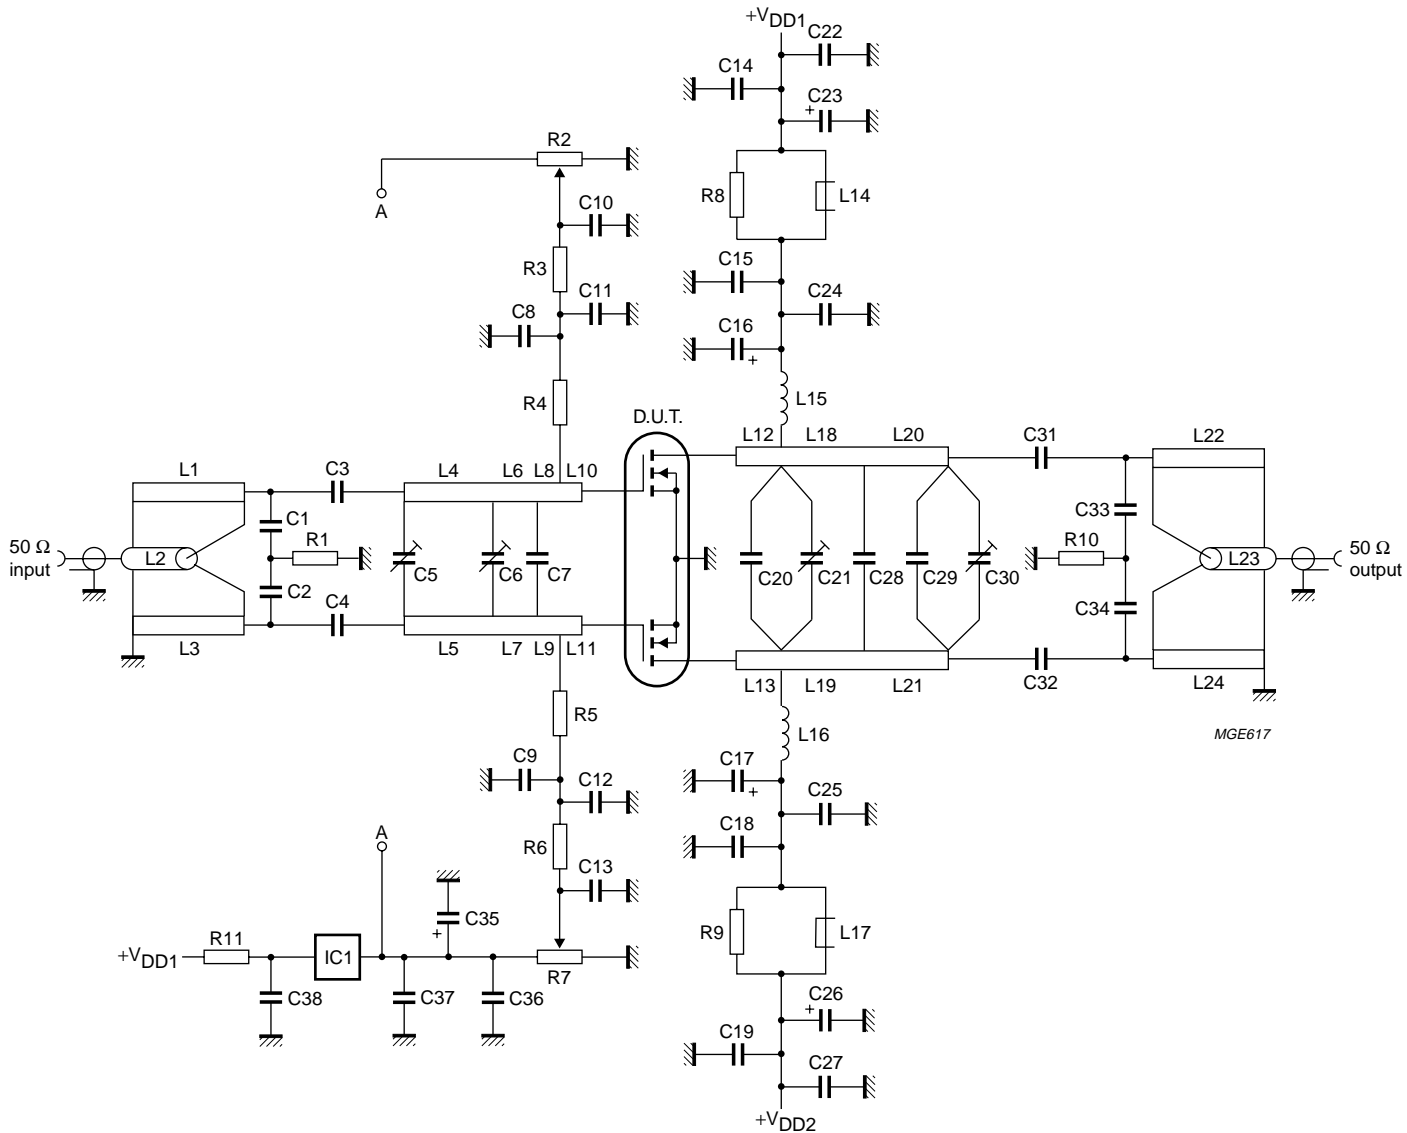 +VDD1
C22
C14
C23
R2
R8
L14
A
C10
R3
C15
C11
C24
C8
C16
R4
L15
D.U.T.
L12 L18 L20
C31
L22
L1
C3
L4 L6 L8 L10
C1
C33
50 Ω
input
L2
R1
C5
C6
C7
C20
C21
C28
C29
C30
R10
L23
50 Ω
output
C2
C4
C34
L3
L5 L7 L9 L11
L13 L19 L21
C32
L24
R5
L16
MGE617
C9
C17
C12
C25
A
R6
C18
C13
C35
R9
L17
+VDD1
R11
IC1
R7
C38
C37
C36
C26
C19
C27
+VDD2